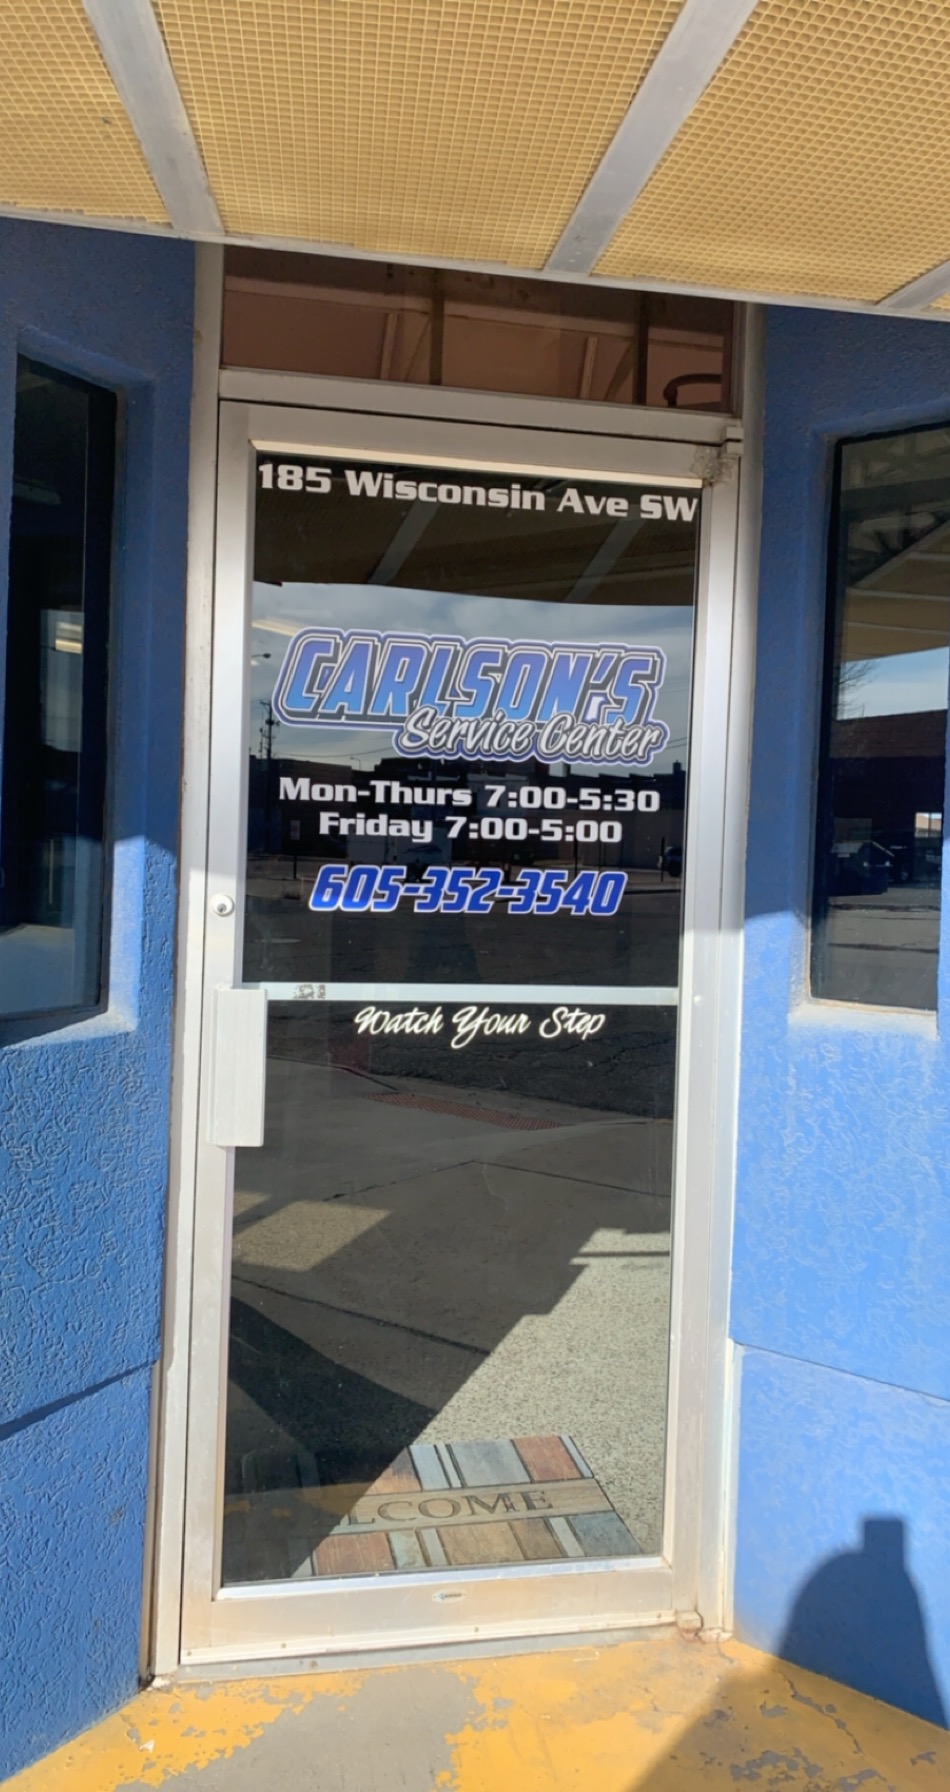 185 Wisconsin Ave SW
CARLSON'S
Service Center
Mon-Thurs 7:00-5:30
Friday 7:00-5:00
605-352-3540
Watch Your Step
LCOME